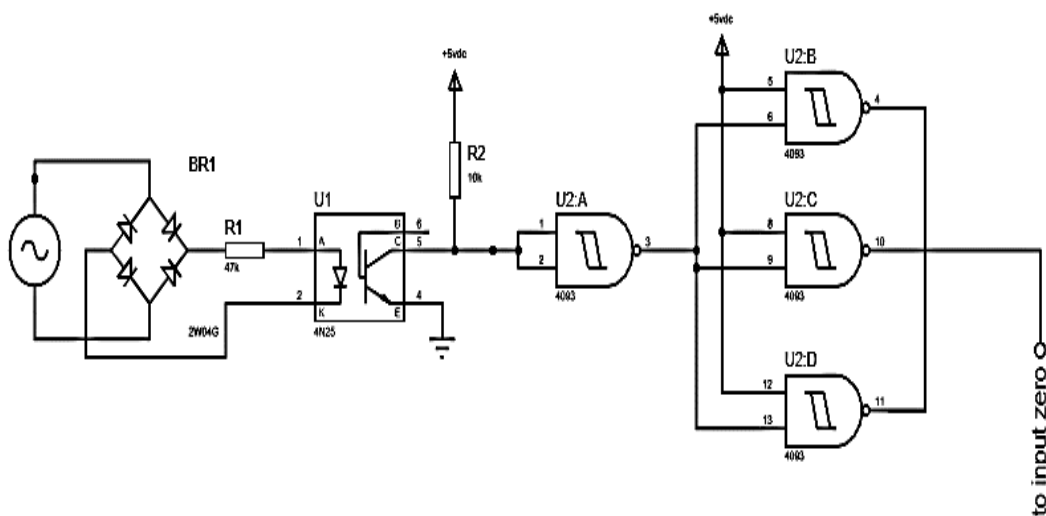 +5vdc
U2:B
5
6
4
4093
+5vdc
R2
10k
BR1
2W04G
R1
47k
U1
1
A
2
K
B
6
C
5
4
E
4N25
U2:A
1
2
3
4093
U2:C
8
9
10
4093
U2:D
12
13
11
4093
to input zero